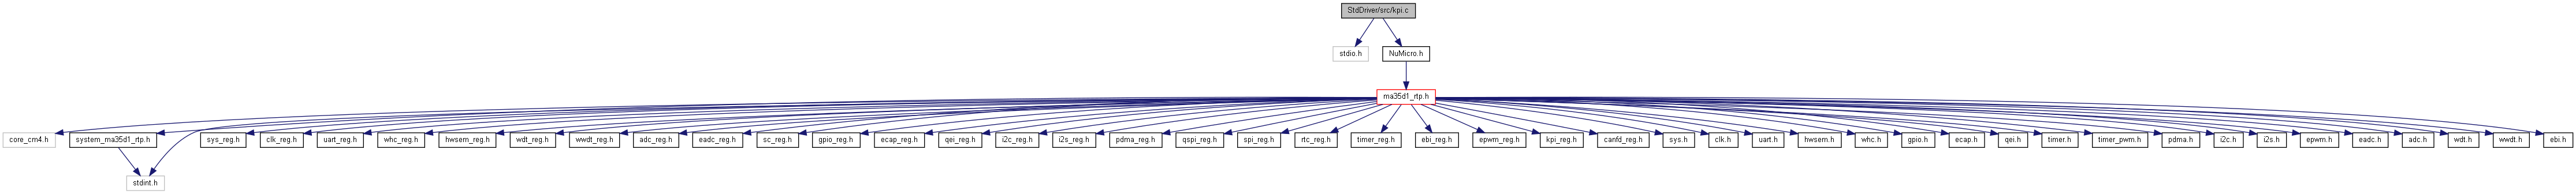 StdDriver/src/kpi.c
stdio.h
NuMicro.h
ma35d1_rtp.h
core_cm4.h
system_ma35d1_rtp.h
sys_reg.h
clk_reg.h
uart_reg.h
whc_reg.h
hwsem_reg.h
wdt_reg.h
wwdt_reg.h
adc_reg.h
eadc_reg.h
sc_reg.h
gpio_reg.h
ecap_reg.h
qei_reg.h
i2c_reg.h
i2s_reg.h
pdma_reg.h
qspi_reg.h
spi_reg.h
rtc_reg.h
timer_reg.h
ebi_reg.h
epwm_reg.h
kpi_reg.h
canfd_reg.h
sys.h
clk.h
uart.h
hwsem.h
whc.h
gpio.h
ecap.h
qei.h
timer.h
timer_pwm.h
pdma.h
i2c.h
i2s.h
epwm.h
eadc.h
adc.h
wdt.h
wwdt.h
ebi.h
stdint.h